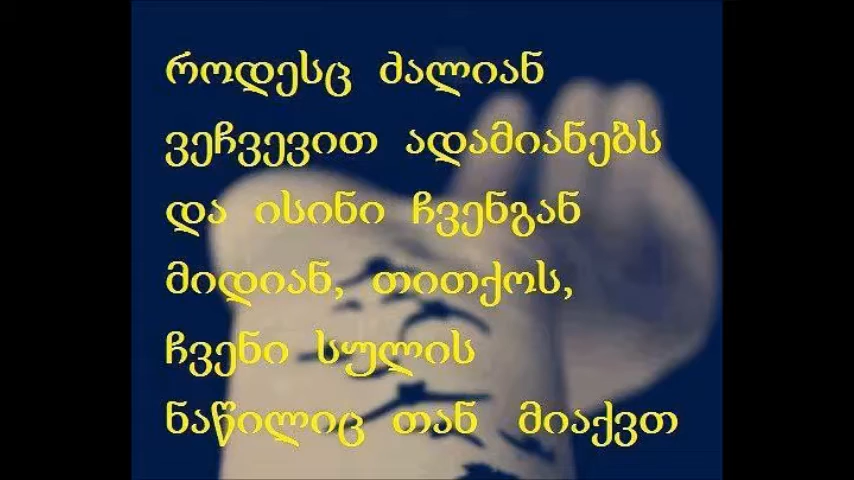 როდესც ძალიან
ვეჩვევით ადამიანებს
და ისინი ჩვენგან
მიდიან, თითქოს,
ჩვენი სულის
ნაწილიც თან მიაქვთ